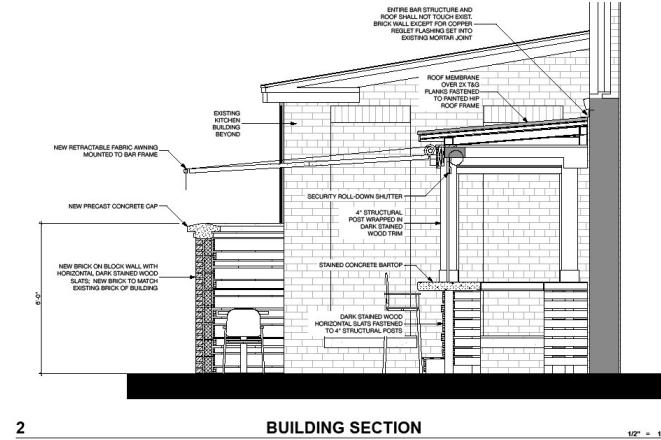 ENTIRE BAR STRUCTURE AND
ROOF SHALL NOT TOUCH EXIST.
BRICK WALL EXCEPT FOR COPPER
REGLET FLASHING SET INTO
EXISTING MORTAR JOINT
ROOF MEMBRANE
OVER 2X T&G
PLANKS FASTENED
TO PAINTED HIP
ROOF FRAME
EXISTING
KITCHEN
BUILDING
BEYOND
NEW RETRACTABLE FABRIC AWNING
MOUNTED TO BAR FRAME
SECURITY ROLL-DOWN SHUTTER
NEW PRECAST CONCRETE CAP
4" STRUCTURAL
POST WRAPPED IN
DARK STAINED
WOOD TRIM
STAINED CONCRETE BARTOP
NEW BRICK ON BLOCK WALL WITH
HORIZONTAL DARK STAINED WOOD
SLATS; NEW BRICK TO MATCH
EXISTING BRICK OF BUILDING
6'-0"
DARK STAINED WOOD
HORIZONTAL SLATS FASTENED
TO 4" STRUCTURAL POSTS
2 BUILDING SECTION 1/2" = 1